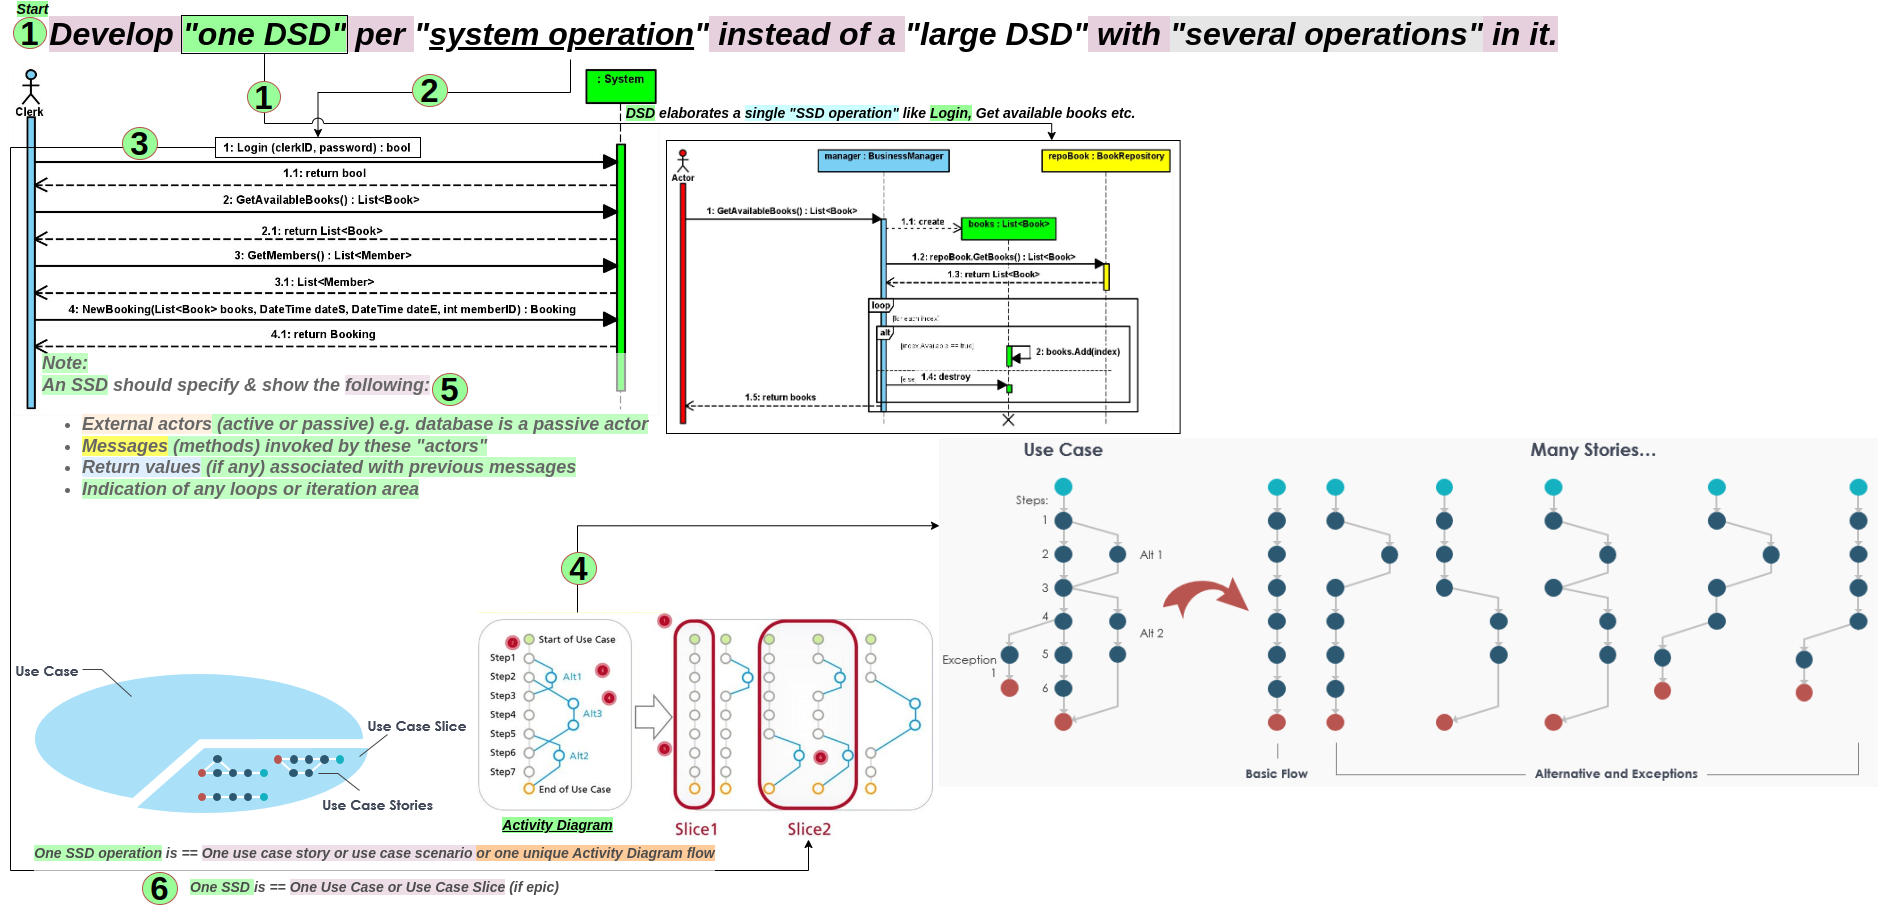 Start
1 Develop "one DSD" per "system operation" instead of a "large DSD" with "several operations" in it.
1
2
: System
Clerk
DSD elaborates a single "SSD operation" like Login, Get available books etc.
3
1: Login (clerkID, password) : bool
1.1: return bool
2: GetAvailableBooks() : List<Book>
2.1: return List<Book>
3: GetMembers() : List<Member>
3.1: List<Member>
4: NewBooking(List<Book> books, DateTime dateS, DateTime dateE, int memberID) : Booking
4.1: return Booking
Actor
manager : BusinessManager
repoBook : BookRepository
1: GetAvailableBooks() : List<Book>
1.1: create
books : List<Book>
1.2: repoBook.GetBooks() : List<Book>
1.3: return List<Book>
loop
[for each index]
alt
[index.Available == true]
2: books.Add(index)
[else]
1.4: destroy
1.5: return books
Note:
An SSD should specify & show the following: 5
External actors (active or passive) e.g. database is a passive actor
Messages (methods) invoked by these "actors"
Return values (if any) associated with previous messages
Indication of any loops or iteration area
Use Case
Many Stories...
Steps:
1
2
Alt 1
3
4
Alt 2
Exception
1
5
6
Basic Flow
Alternative and Exceptions
4
Start of Use Case
Step1
Step2
Alt1
Step3
Step4
Alt3
Step5
Step6
Alt2
Step7
End of Use Case
Activity Diagram
Slice1
Slice2
Use Case
Use Case Slice
Use Case Stories
One SSD operation is == One use case story or use case scenario or one unique Activity Diagram flow
6 One SSD is == One Use Case or Use Case Slice (if epic)